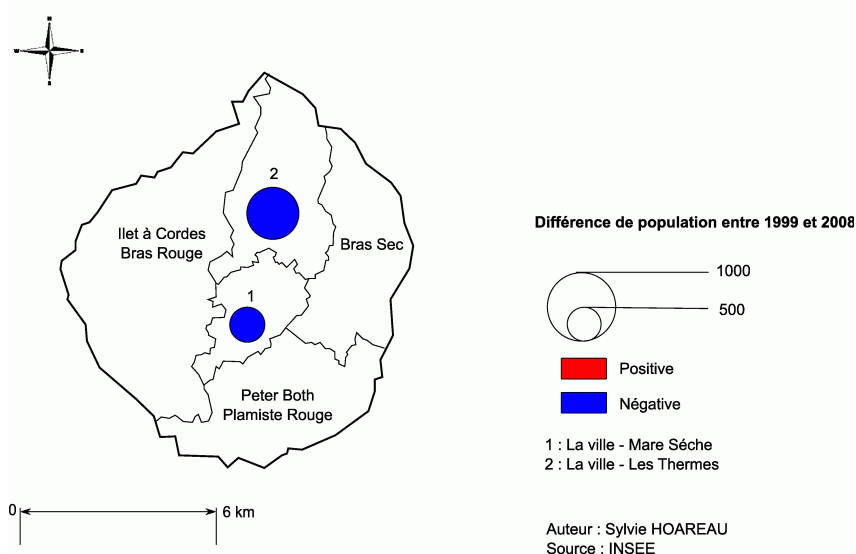 N
W
E
S
2
Ilet à Cordes
Bras Rouge
Bras Sec
1
Peter Both
Plamiste Rouge
0
6 km
Différence de population entre 1999 et 2008
1000
500
Positive
Négative
1 : La ville - Mare Séche
2 : La ville - Les Thermes
Auteur : Sylvie HOAREAU
Source : INSEE